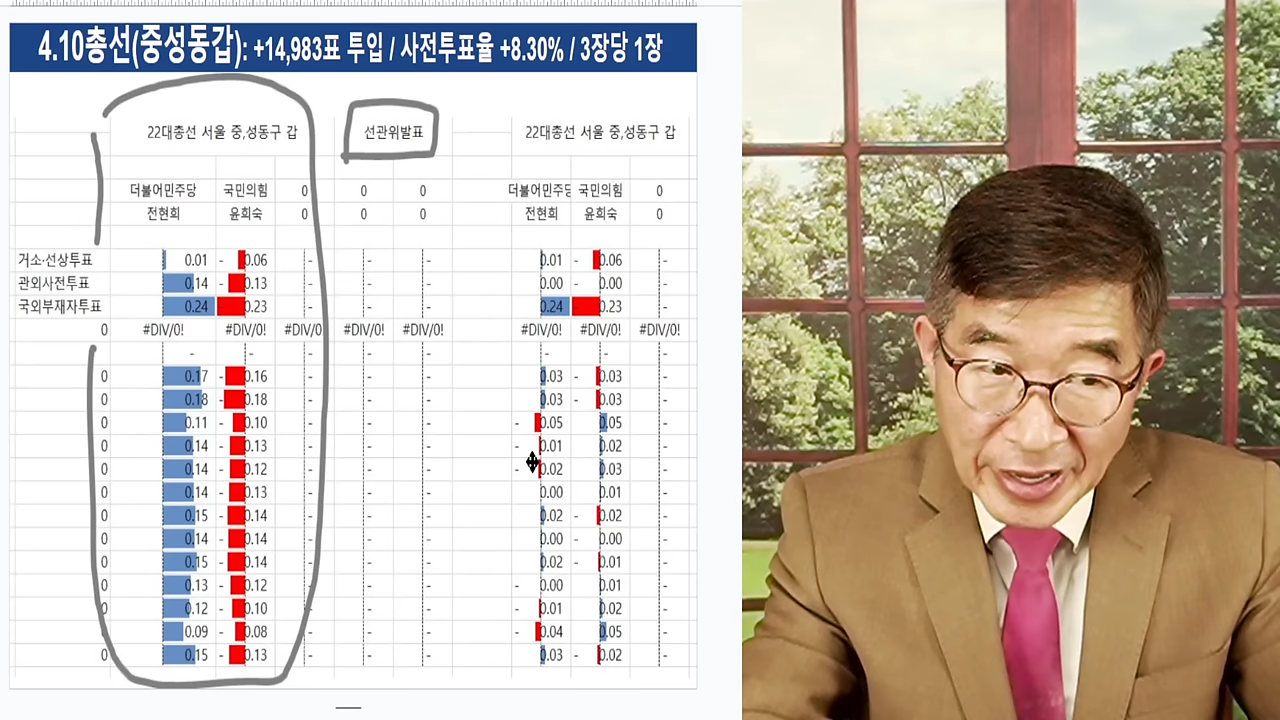 4.10총선(중성동갑): +14,983표 투입 / 사전투표율 +8.30% / 3장당 1장
22대총선 서울 중,성동구 갑 선관위발표 22대총선 서울 중,성동구 갑
더불어민주당 국민의힘 0 0 0 더불어민주당 국민의힘 0
전현희 윤희숙 0 0 0 전현희 윤희숙 0
거소·선상투표 0.01 - 0.06 - - - 0.01 - 0.06 -
관외사전투표 0.14 - 0.13 - - - 0.00 - 0.00 -
국외부재자투표 0.24 - 0.23 - - - 0.24 - 0.23 -
0 #DIV/0! #DIV/0! #DIV/0! #DIV/0! #DIV/0! #DIV/0! #DIV/0! #DIV/0!
- - - - - - - -
0 0.17 - 0.16 - - - 0.03 - 0.03 -
0 0.18 - 0.18 - - - 0.03 - 0.03 -
0 0.11 - 0.10 - - - - 0.05 0.05 -
0 0.14 - 0.13 - - - - 0.01 0.02 -
0 0.14 - 0.12 - - - - 0.02 0.03 -
0 0.14 - 0.13 - - - 0.00 0.01 -
0 0.15 - 0.14 - - - 0.02 - 0.02 -
0 0.14 - 0.14 - - - 0.00 - 0.00 -
0 0.15 - 0.14 - - - 0.02 - 0.01 -
0 0.13 - 0.12 - - - - 0.00 0.01 -
0 0.12 - 0.10 - - - - 0.01 0.02 -
0 0.09 - 0.08 - - - - 0.04 0.05 -
0 0.15 - 0.13 - - - 0.03 - 0.02 -